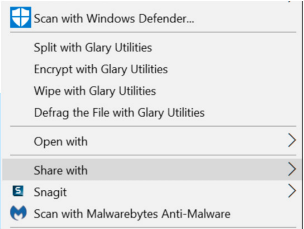 Scan with Windows Defender...
Split with Glary Utilities
Encrypt with Glary Utilities
Wipe with Glary Utilities
Defrag the File with Glary Utilities
Open with
Share with
Snagit
Scan with Malwarebytes Anti-Malware